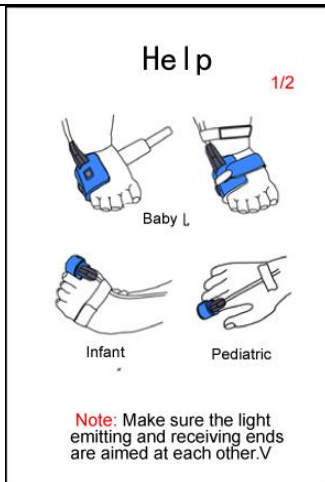 Help
1/2
Baby L
Infant
Pediatric
Note: Make sure the light
emitting and receiving ends
are aimed at each other.V